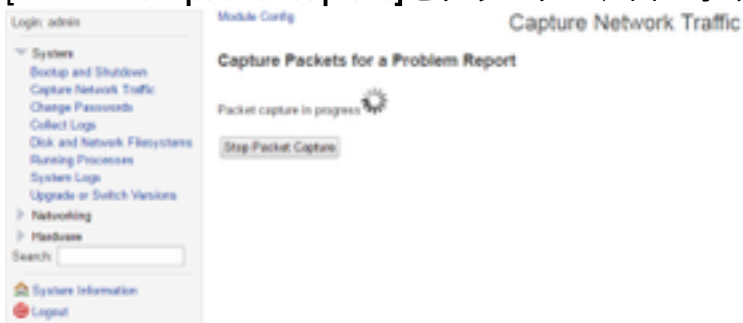 Login: admin
Module Config
Capture Network Traffic
System
Bootup and Shutdown
Capture Network Traffic
Change Passwords
Collect Logs
Disk and Network Filesystems
Running Processes
System Logs
Upgrade or Switch Versions
Networking
Hardware
Search:
System Information
Logout
Capture Packets for a Problem Report
Packet capture in progress
Stop Packet Capture